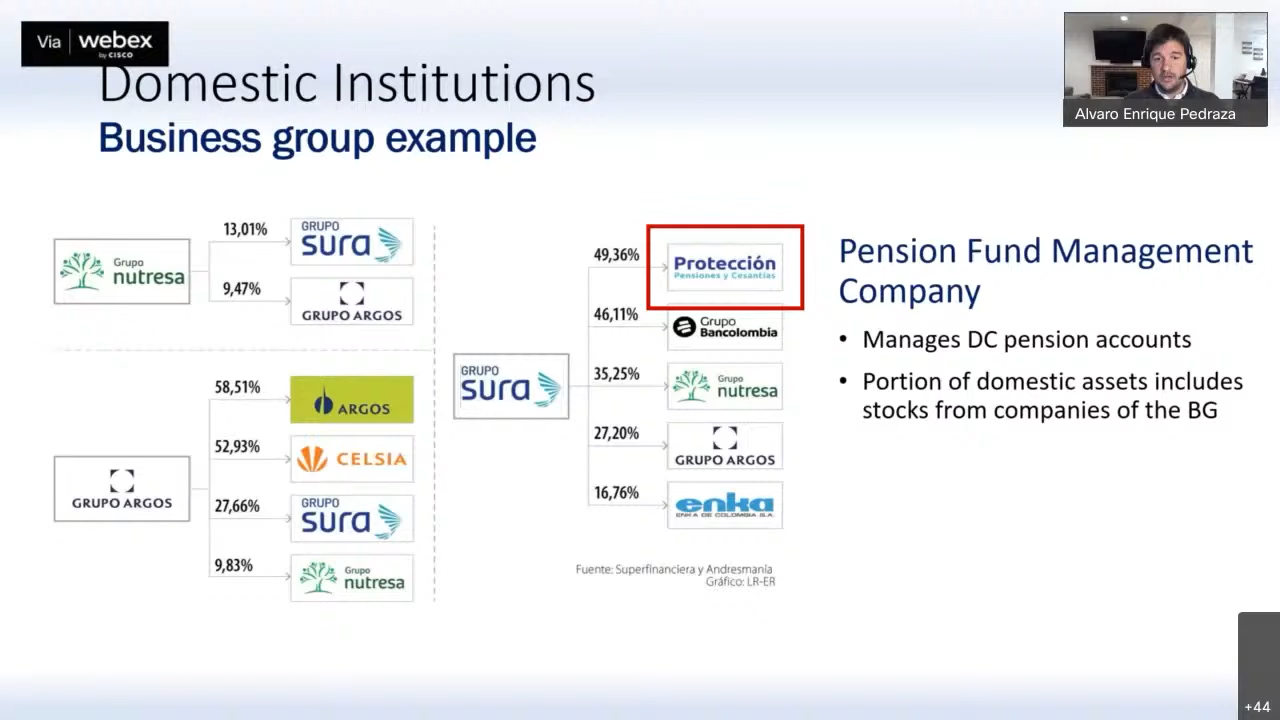 Via webex
by CISCO
Domestic Institutions
Business group example
Alvaro Enrique Pedraza
Grupo
nutresa
13,01%
GRUPO
sura
9,47%
GRUPO ARGOS
GRUPO ARGOS
58,51%
ARGOS
52,93%
CELSIA
27,66%
GRUPO
sura
9,83%
Grupo
nutresa
GRUPO
sura
49,36%
Protección
Pensiones y Cesantías
46,11%
Grupo
Bancolombia
35,25%
Grupo
nutresa
27,20%
GRUPO ARGOS
16,76%
enka
ENKA DE COLOMBIA S.A.
Fuente: Superfinanciera y Andresmanía
Gráfico: LR-ER
Pension Fund Management
Company
• Manages DC pension accounts
• Portion of domestic assets includes
stocks from companies of the BG
+44